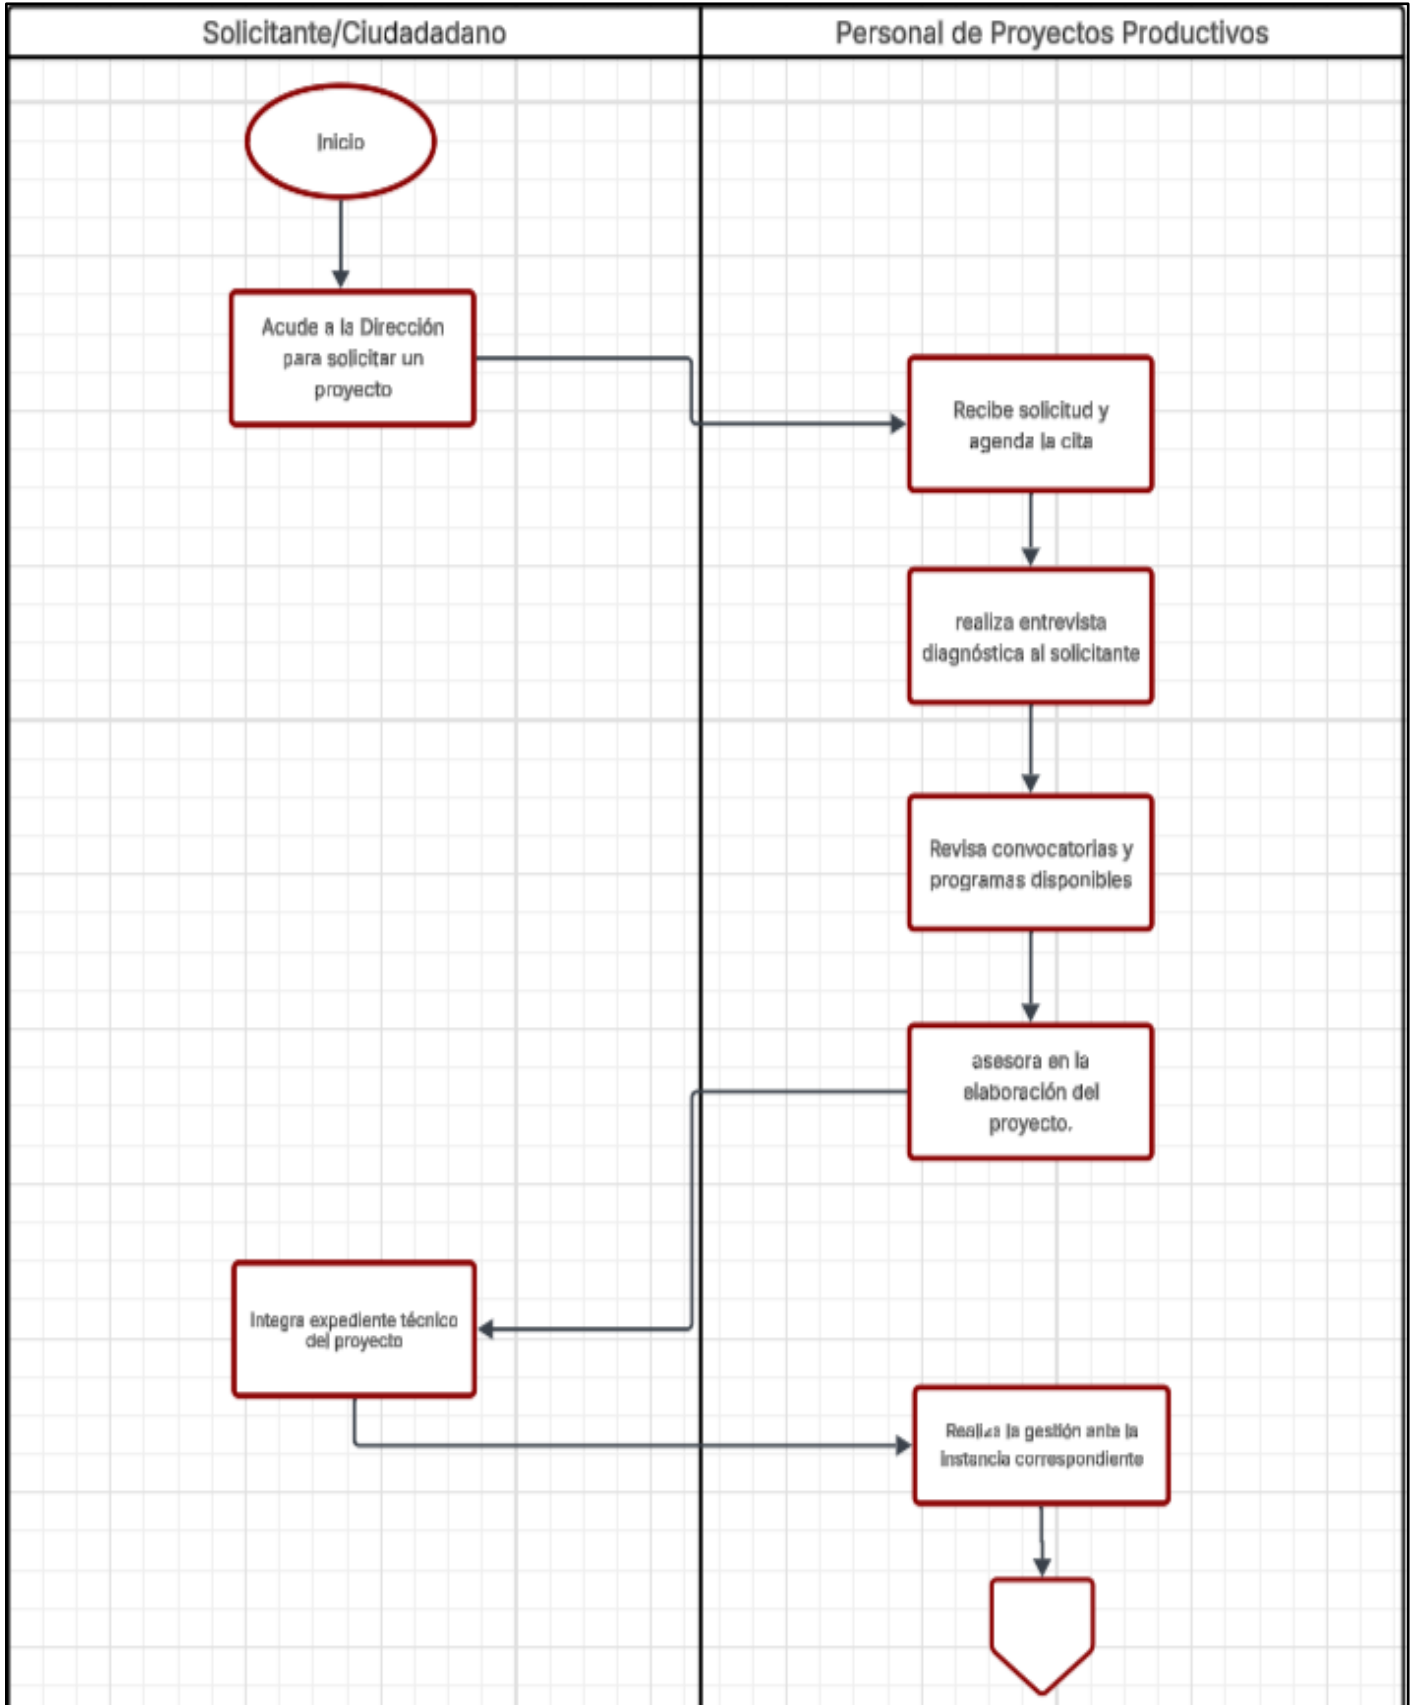 Solicitante/Ciudadadano
Personal de Proyectos Productivos
Inicio
Acude a la Dirección
para solicitar un
proyecto
Recibe solicitud y
agenda la cita
realiza entrevista
diagnóstica al solicitante
Revisa convocatorias y
programas disponibles
asesora en la
elaboración del
proyecto.
Integra expediente técnico
del proyecto
Realiza la gestión ante la
instancia correspondiente